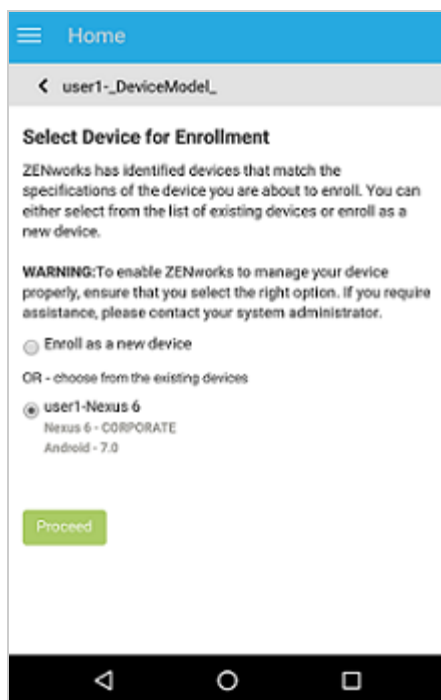 Home
user1-_DeviceModel_
Select Device for Enrollment
ZENworks has identified devices that match the
specifications of the device you are about to enroll. You can
either select from the list of existing devices or enroll as a
new device.
WARNING:To enable ZENworks to manage your device
properly, ensure that you select the right option. If you require
assistance, please contact your system administrator.
Enroll as a new device
OR - choose from the existing devices
user1-Nexus 6
Nexus 6 - CORPORATE
Android - 7.0
Proceed